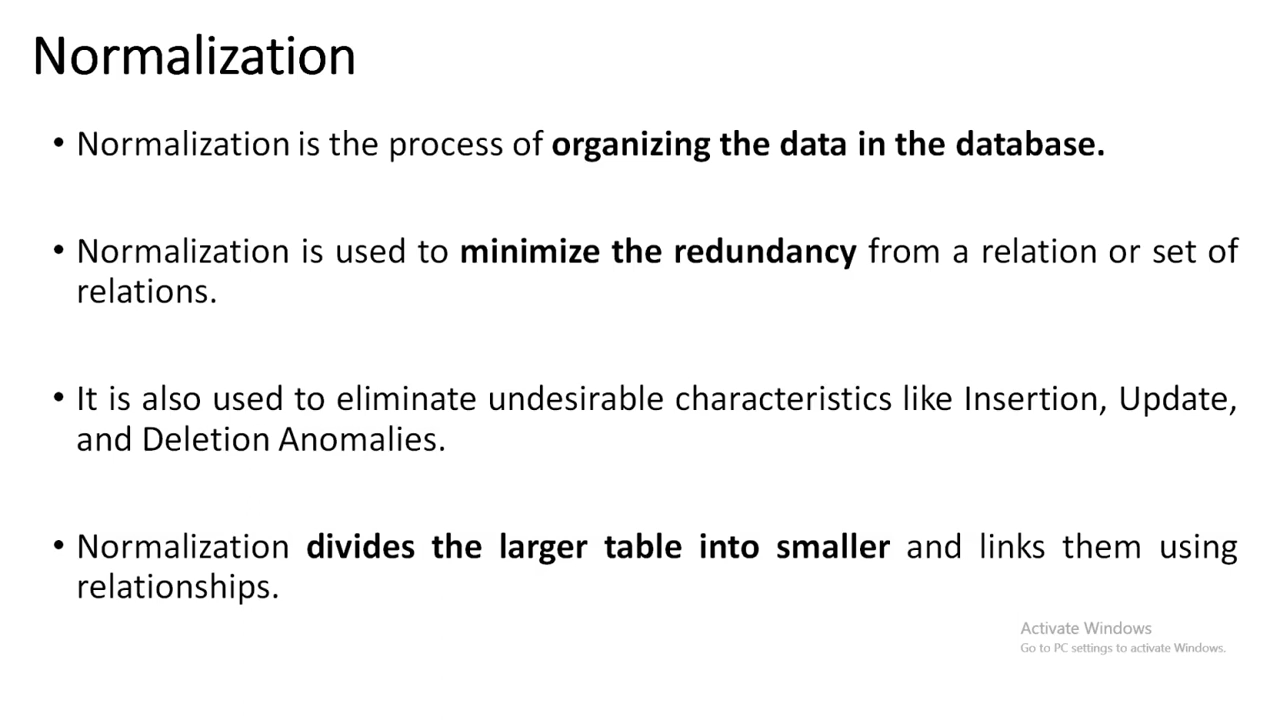 Normalization
• Normalization is the process of organizing the data in the database.
• Normalization is used to minimize the redundancy from a relation or set of
relations.
• It is also used to eliminate undesirable characteristics like Insertion, Update,
and Deletion Anomalies.
• Normalization divides the larger table into smaller and links them using
relationships.
Activate Windows
Go to PC settings to activate Windows.